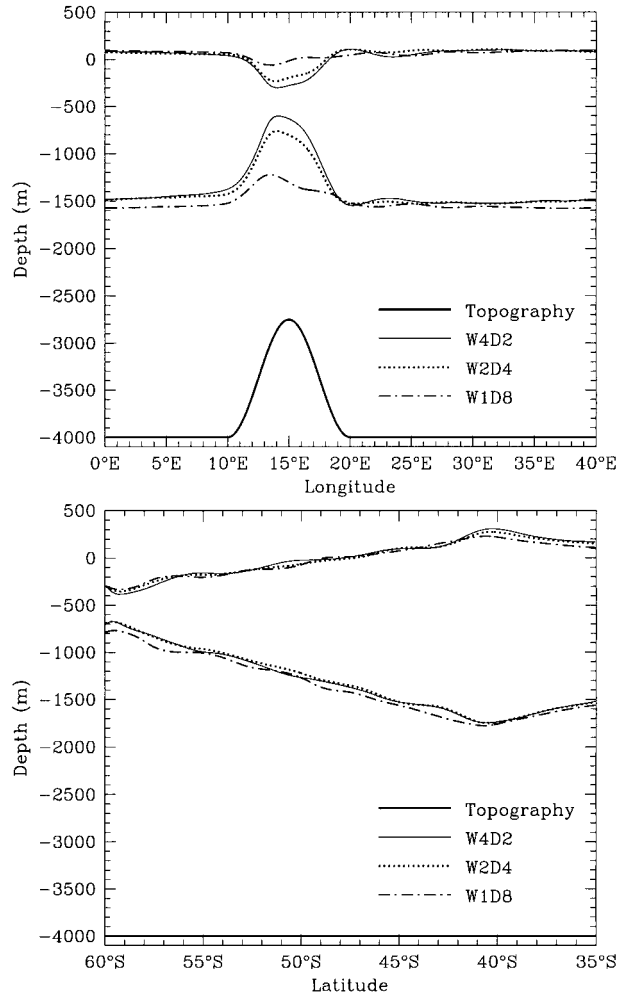 500
0
−500
−1000
−1500
−2000
−2500
−3000
−3500
−4000
Depth (m)
Topography
W4D2
W2D4
W1D8
0°E 5°E 10°E 15°E 20°E 25°E 30°E 35°E 40°E
Longitude
500
0
−500
−1000
−1500
−2000
−2500
−3000
−3500
−4000
Depth (m)
Topography
W4D2
W2D4
W1D8
60°S 55°S 50°S 45°S 40°S 35°S
Latitude